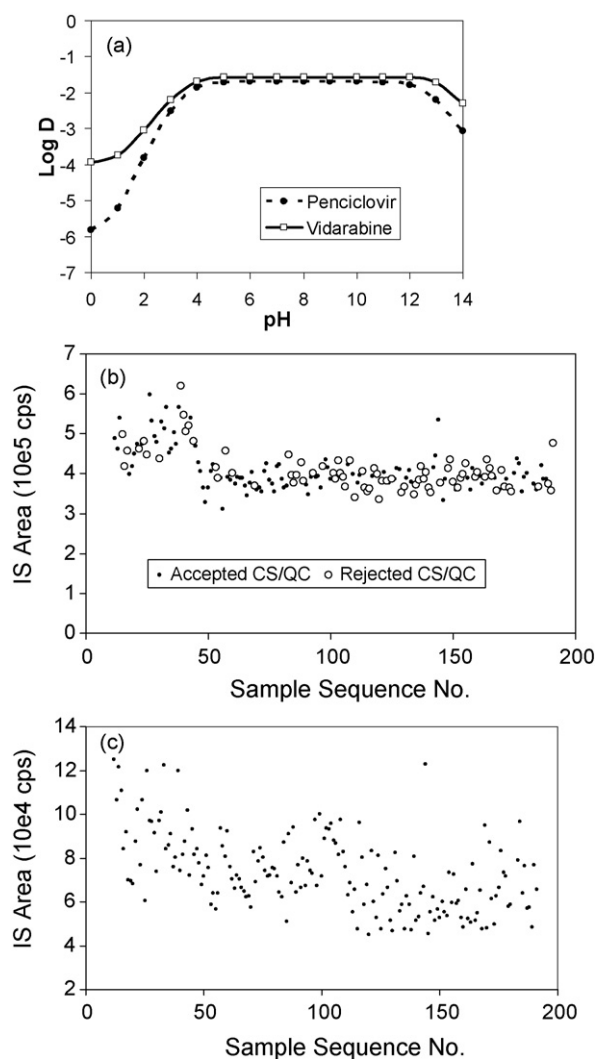 (a)
0
-1
-2
-3
-4
-5
-6
-7
Log D
Penciclovir
Vidarabine
0 2 4 6 8 10 12 14
pH
(b)
7
6
5
4
3
2
1
0
IS Area (10e5 cps)
Accepted CS/QC Rejected CS/QC
0 50 100 150 200
Sample Sequence No.
(c)
14
12
10
8
6
4
2
IS Area (10e4 cps)
0 50 100 150 200
Sample Sequence No.